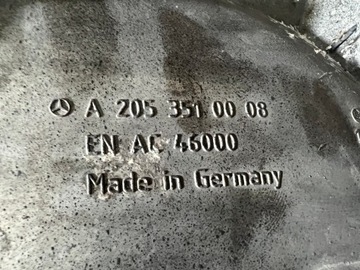 A 205 351 00 08
EN AC 46000
Made in Germany